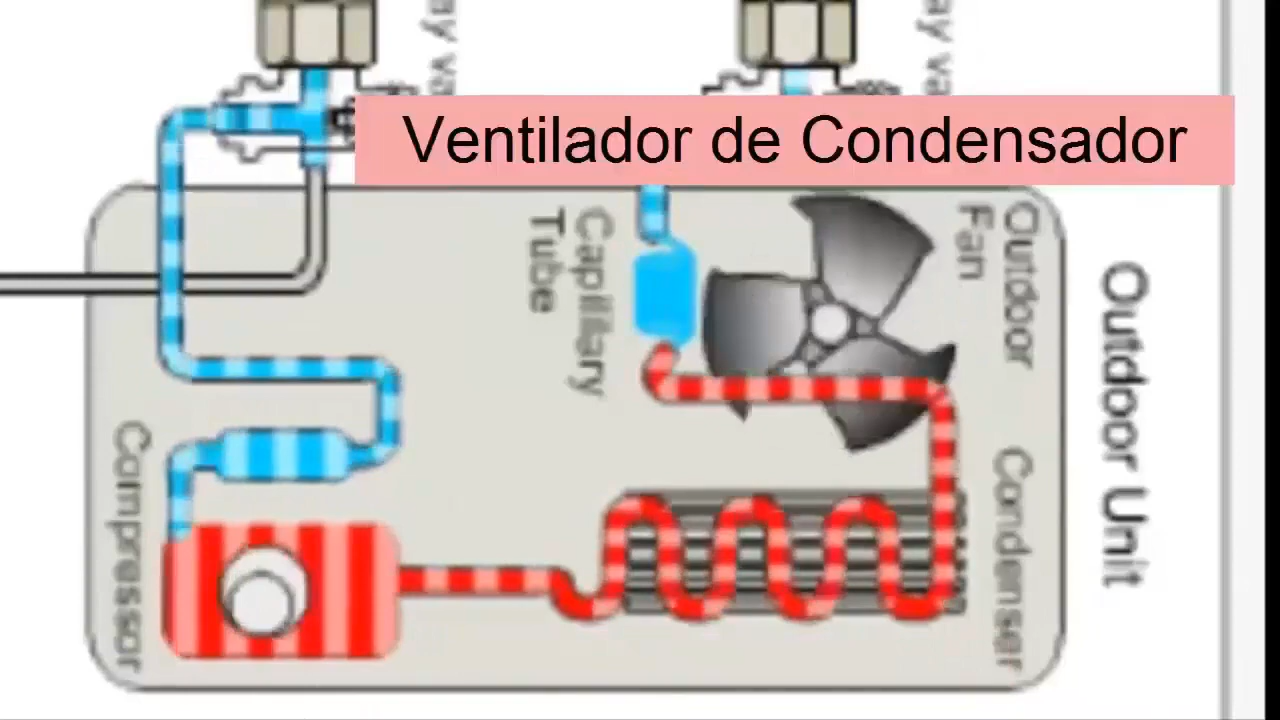 Ventilador de Condensador
Capillary
Tube
Outdoor
Fan
Outdoor Unit
Condenser
Compressor